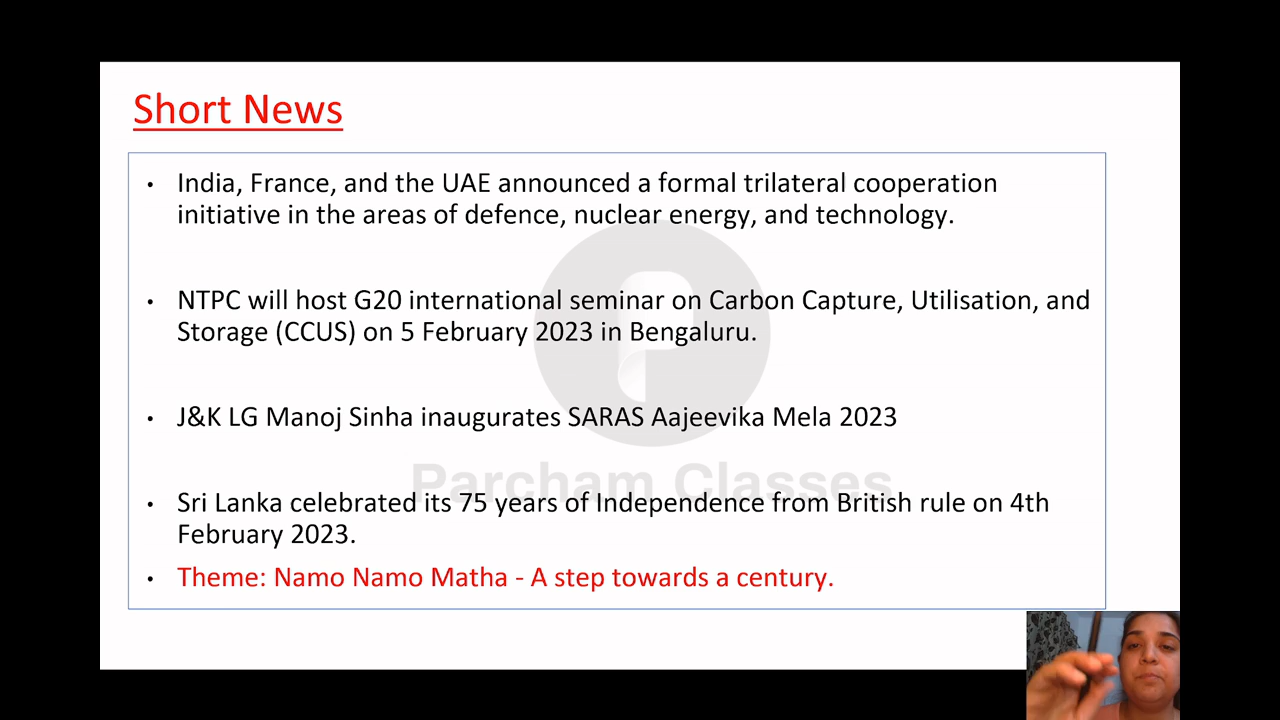 Short News
• India, France, and the UAE announced a formal trilateral cooperation
initiative in the areas of defence, nuclear energy, and technology.
• NTPC will host G20 international seminar on Carbon Capture, Utilisation, and
Storage (CCUS) on 5 February 2023 in Bengaluru.
• J&K LG Manoj Sinha inaugurates SARAS Aajeevika Mela 2023
Parcham Classes
• Sri Lanka celebrated its 75 years of Independence from British rule on 4th
February 2023.
• Theme: Namo Namo Matha - A step towards a century.